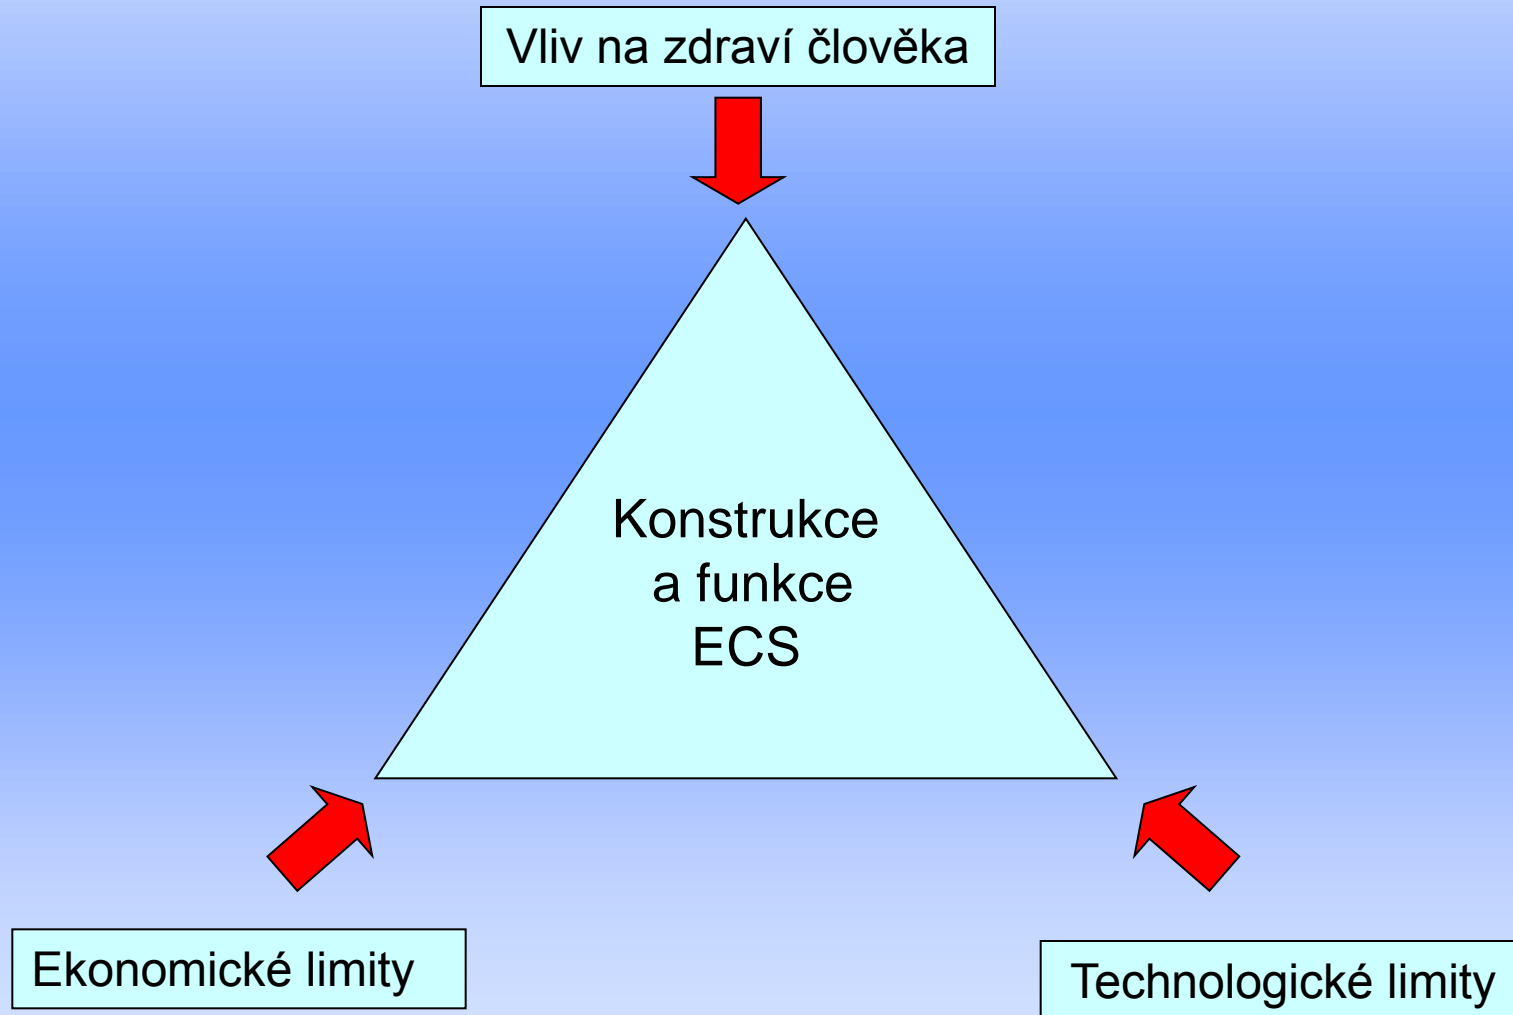 Vliv na zdraví člověka
Konstrukce
a funkce
ECS
Ekonomické limity
Technologické limity